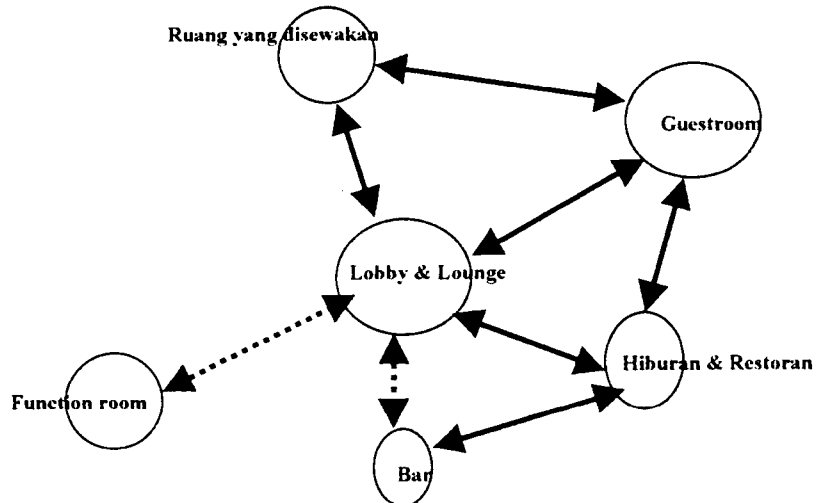 Ruang yang disewakan
Guestroom
Lobby & Lounge
Hiburan & Restoran
Function room
Bar